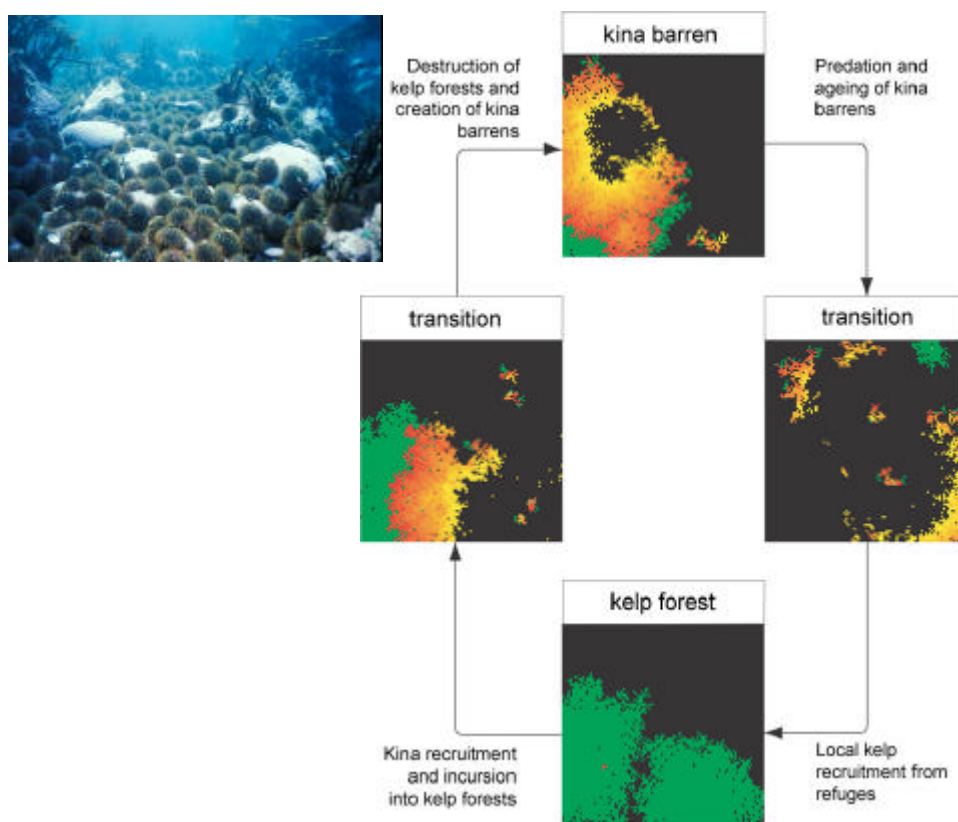 kina barren
Destruction of
kelp forests and
creation of kina
barrens
Predation and
ageing of kina
barrens
transition
transition
kelp forest
Kina recruitment
and incursion
into kelp forests
Local kelp
recruitment from
refuges